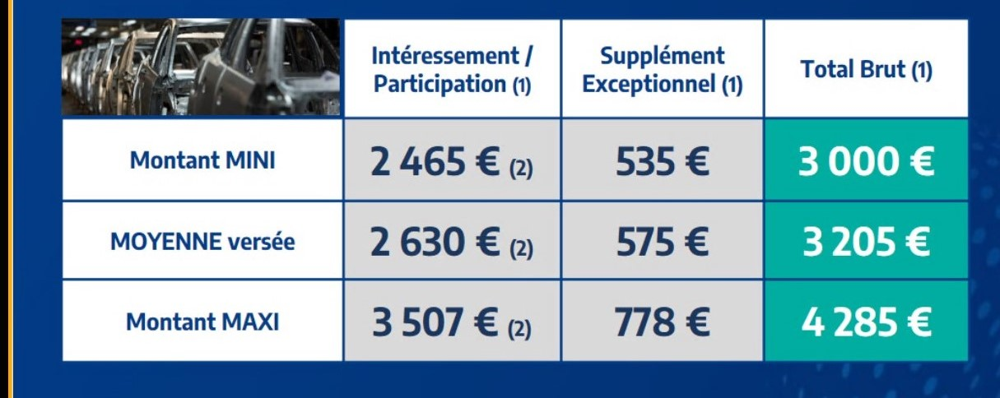 Intéressement /
Participation (1)
Supplément
Exceptionnel (1)
Total Brut (1)
Montant MINI
2 465 € (2)
535 €
3 000 €
MOYENNE versée
2 630 € (2)
575 €
3 205 €
Montant MAXI
3 507 € (2)
778 €
4 285 €